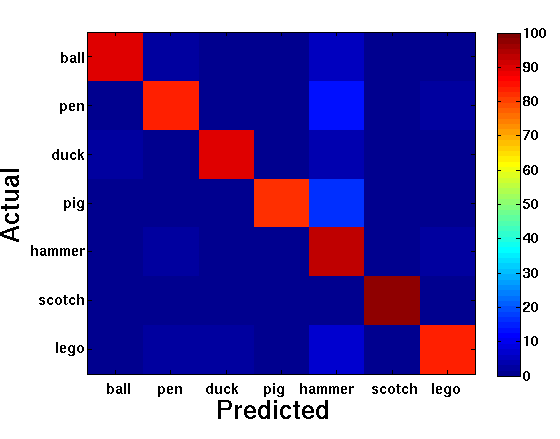 100
ball
90
pen
80
70
duck
60
50
Actual
pig
40
hammer
30
20
scotch
10
lego
0
ball pen duck pig hammer scotch lego
Predicted